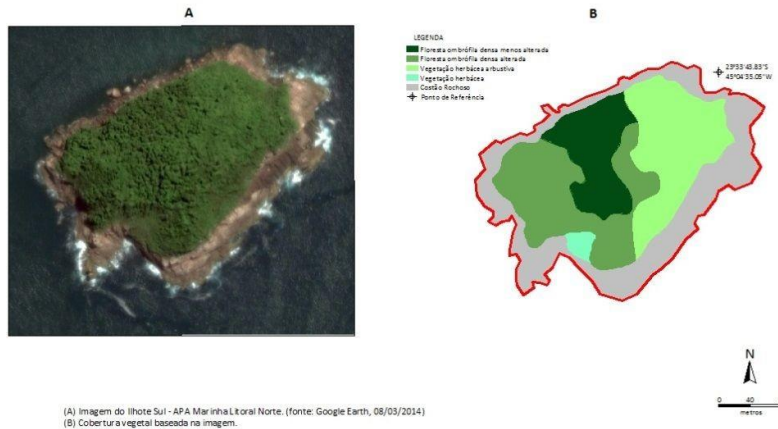 A
B
LEGENDA
Floresta ombrófila densa menos alterada
Floresta ombrófila densa alterada
Vegetação herbácea arbustiva
Vegetação herbácea
Costão Rochoso
Ponto de Referência
23°33'43.83"S
45°04'35.05"W
N
0 40
metros
(A) Imagem do Ilhote Sul - APA Marinha Litoral Norte. (fonte: Google Earth, 08/03/2014)
(B) Cobertura vegetal baseada na imagem.